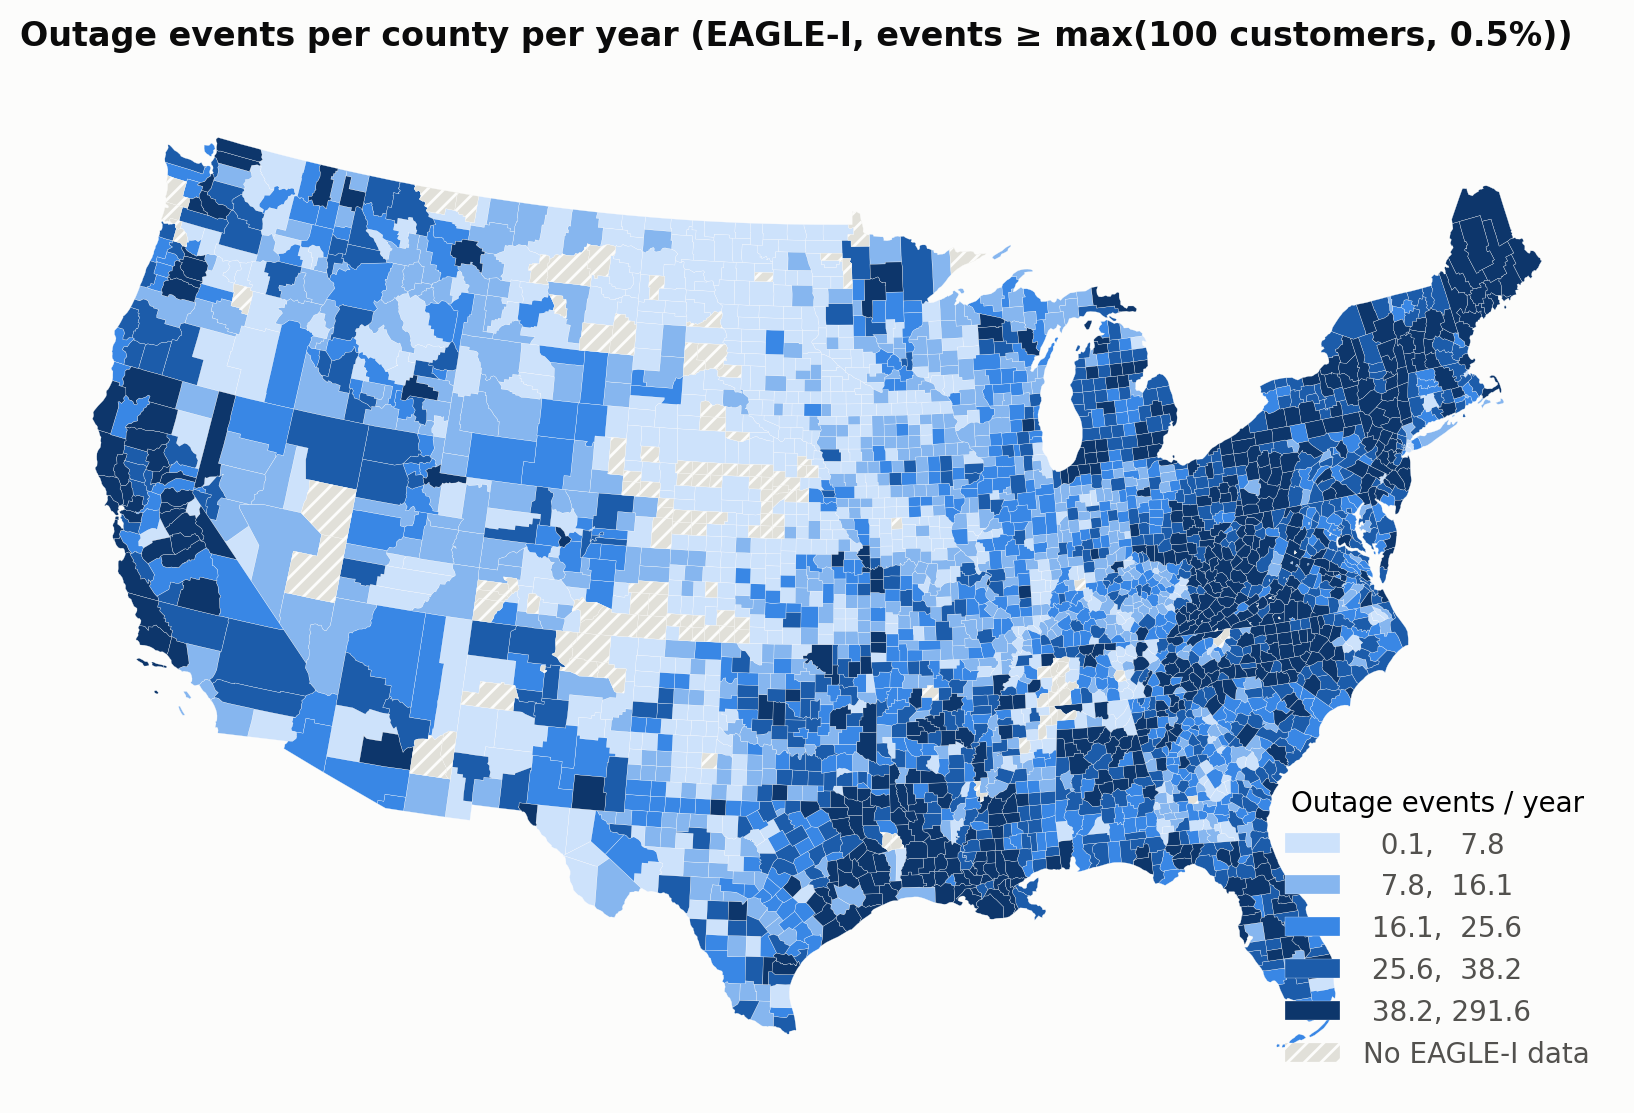 Outage events per county per year (EAGLE-I, events ≥ max(100 customers, 0.5%))
Outage events / year
0.1, 7.8
7.8, 16.1
16.1, 25.6
25.6, 38.2
38.2, 291.6
No EAGLE-I data